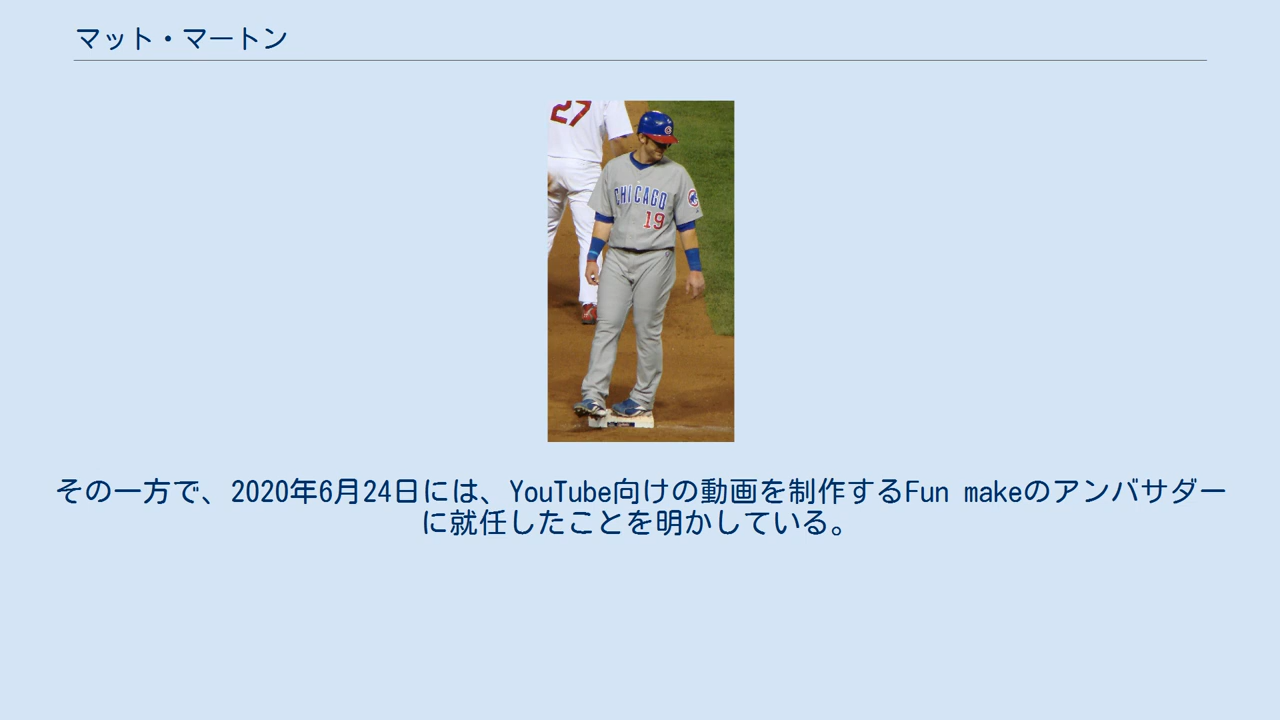 マット・マートン
27
CHICAGO
19
その一方で、2020年6月24日には、YouTube向けの動画を制作するFun makeのアンバサダー
に就任したことを明かしている。